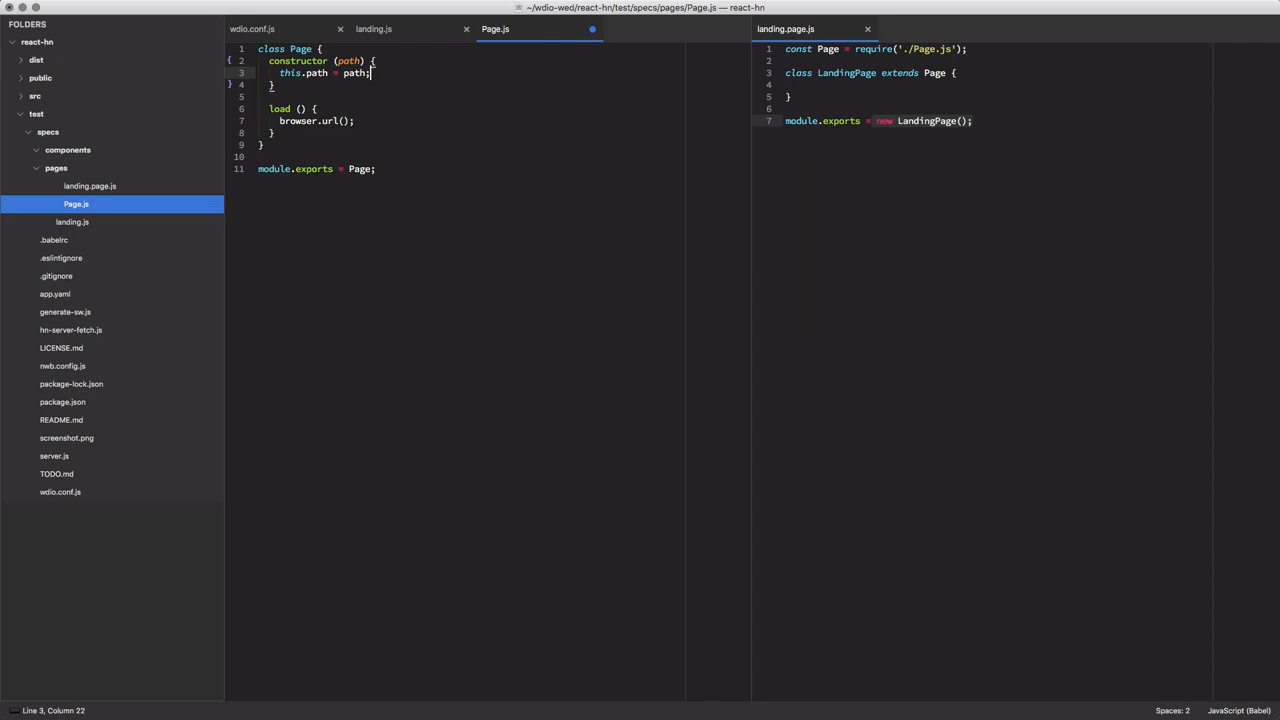 ~/wdio-wed/react-hn/test/specs/pages/Page.js — react-hn
FOLDERS
react-hn
dist
public
src
test
specs
components
pages
landing.page.js
Page.js
landing.js
.babelrc
.eslintignore
.gitignore
app.yaml
generate-sw.js
hn-server-fetch.js
LICENSE.md
nwb.config.js
package-lock.json
package.json
README.md
screenshot.png
server.js
TODO.md
wdio.conf.js
wdio.conf.js × landing.js × Page.js
1 class Page {
{ 2 constructor (path) {
3 this.path = path;
} 4 }
5
6 load () {
7 browser.url();
8 }
9 }
10
11 module.exports = Page;
landing.page.js ×
1 const Page = require('./Page.js');
2
3 class LandingPage extends Page {
4
5 }
6
7 module.exports = new LandingPage();
Line 3, Column 22
Spaces: 2 JavaScript (Babel)